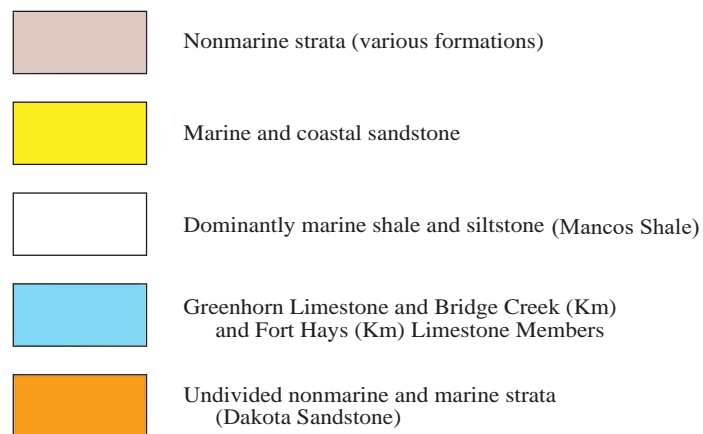 Nonmarine strata (various formations)
Marine and coastal sandstone
Dominantly marine shale and siltstone (Mancos Shale)
Greenhorn Limestone and Bridge Creek (Km)
and Fort Hays (Km) Limestone Members
Undivided nonmarine and marine strata
(Dakota Sandstone)